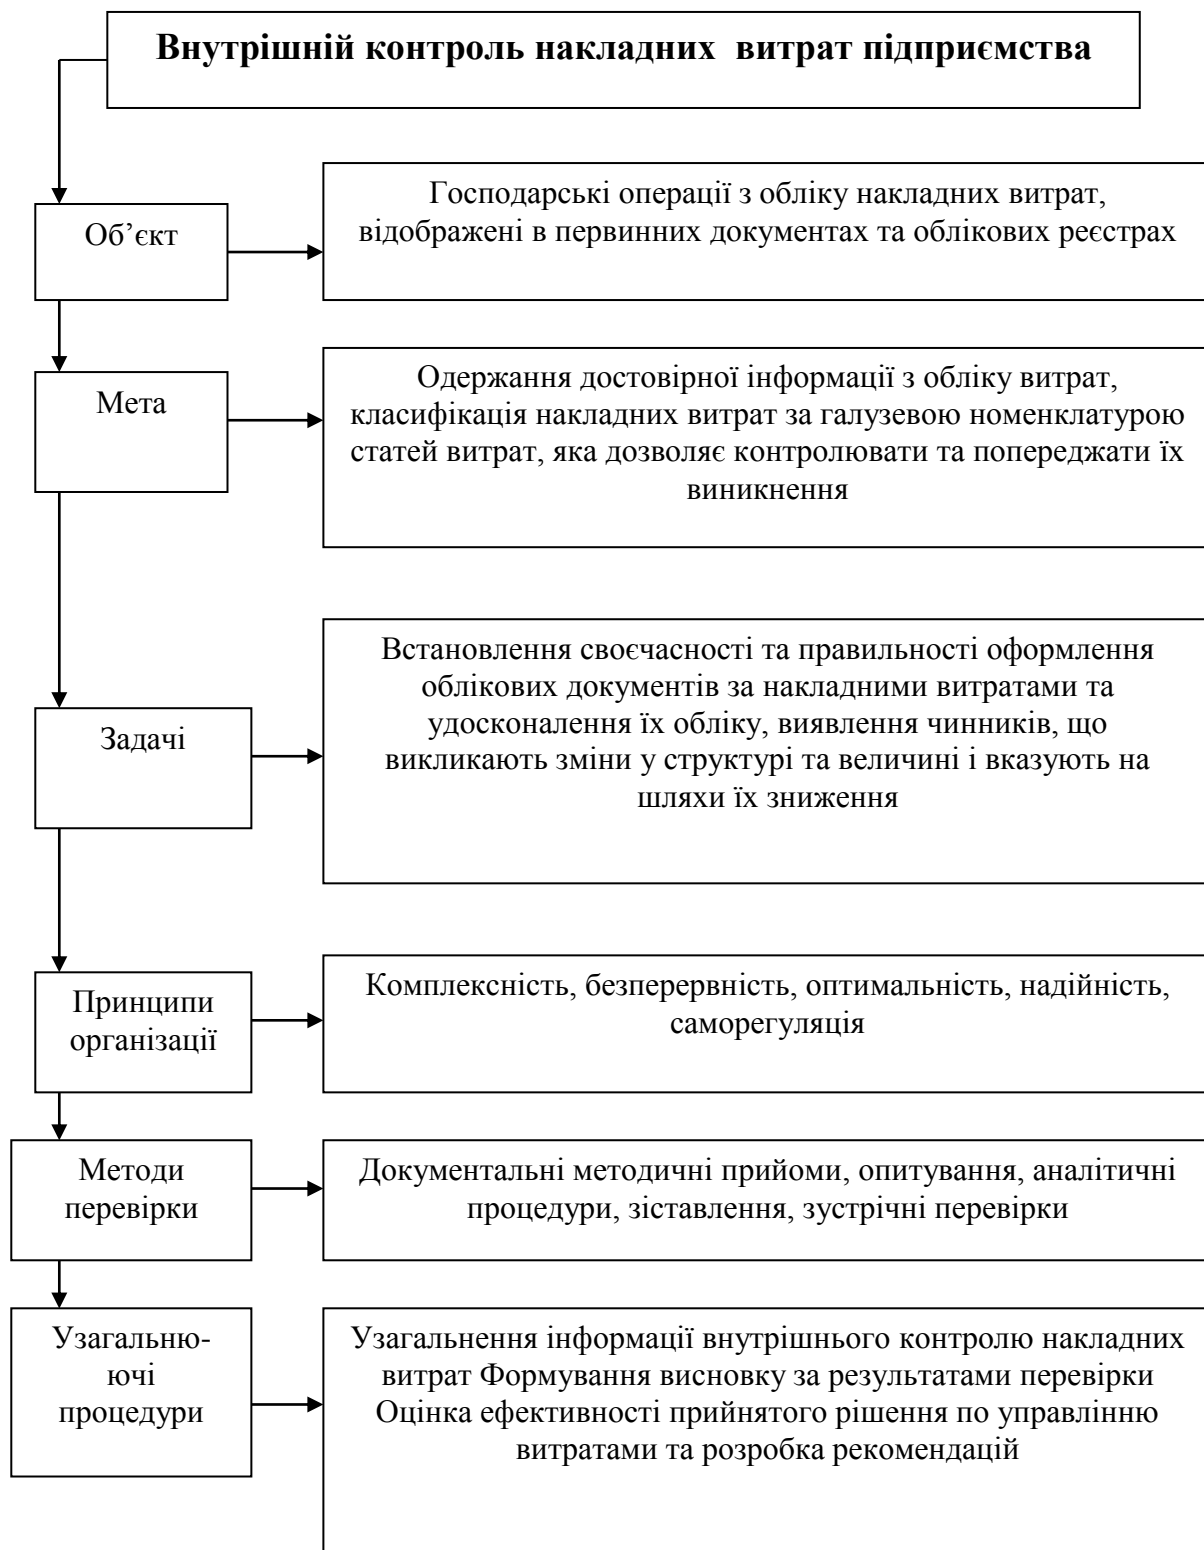 Внутрішній контроль накладних  витрат підприємства
Об’єкт
Господарські операції з обліку накладних витрат,
відображені в первинних документах та облікових реєстрах
Мета
Одержання достовірної інформації з обліку витрат,
класифікація накладних витрат за галузевою номенклатурою
статей витрат, яка дозволяє контролювати та попереджати їх
виникнення
Задачі
Встановлення своєчасності та правильності оформлення
облікових документів за накладними витратами та
удосконалення їх обліку, виявлення чинників, що
викликають зміни у структурі та величині і вказують на
шляхи їх зниження
Принципи
організації
Комплексність, безперервність, оптимальність, надійність,
саморегуляція
Методи
перевірки
Документальні методичні прийоми, опитування, аналітичні
процедури, зіставлення, зустрічні перевірки
Узагальню-
ючі
процедури
Узагальнення інформації внутрішнього контролю накладних
витрат Формування висновку за результатами перевірки
Оцінка ефективності прийнятого рішення по управлінню
витратами та розробка рекомендацій